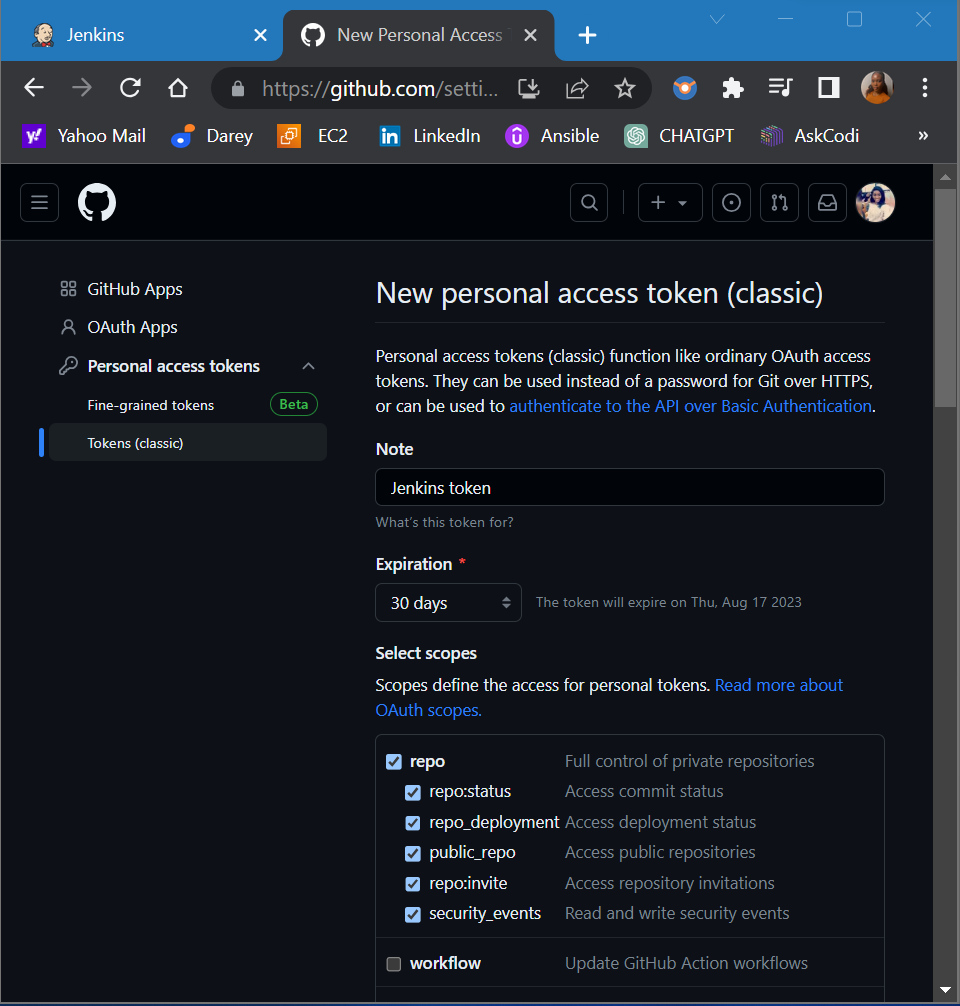 Jenkins
New Personal Access T
https://github.com/setti...
Yahoo Mail
Darey
EC2
LinkedIn
Ansible
CHATGPT
AskCodi
»
GitHub Apps
OAuth Apps
Personal access tokens
Fine-grained tokens Beta
Tokens (classic)
New personal access token (classic)
Personal access tokens (classic) function like ordinary OAuth access
tokens. They can be used instead of a password for Git over HTTPS,
or can be used to authenticate to the API over Basic Authentication.
Note
Jenkins token
What's this token for?
Expiration *
30 days
The token will expire on Thu, Aug 17 2023
Select scopes
Scopes define the access for personal tokens. Read more about
OAuth scopes.
repo Full control of private repositories
repo:status Access commit status
repo_deployment Access deployment status
public_repo Access public repositories
repo:invite Access repository invitations
security_events Read and write security events
workflow Update GitHub Action workflows